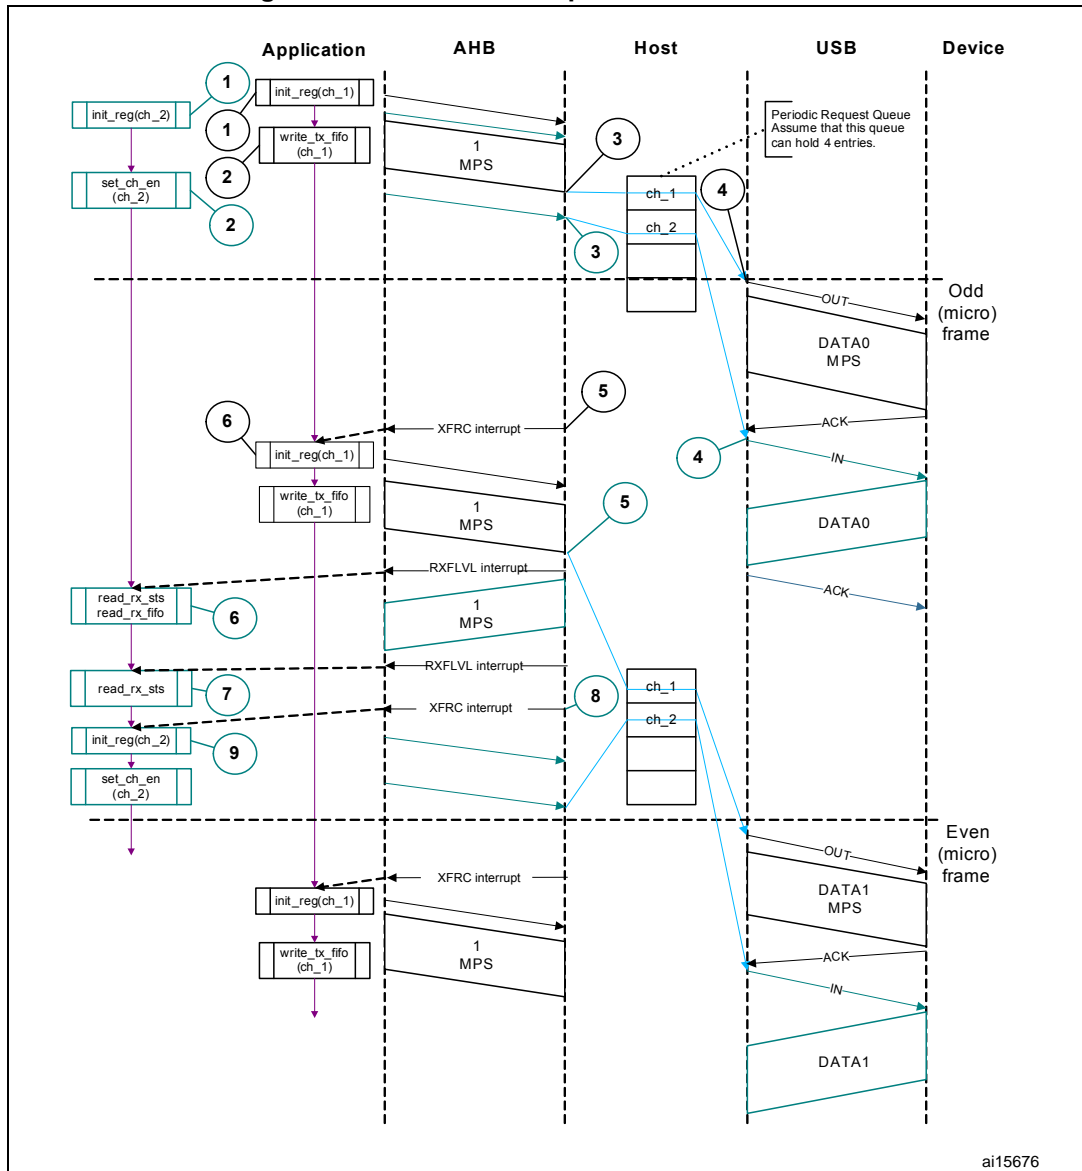 Application AHB Host USB Device
1
init_reg(ch_1)
1
init_reg(ch_2)
1
write_tx_fifo
(ch_1)
2
set_ch_en
(ch_2)
2
1
MPS
3
3
Periodic Request Queue
Assume that this queue
can hold 4 entries.
ch_1
ch_2
4
Odd
(micro)
frame
OUT
DATA0
MPS
ACK
5
XFRC interrupt
6
init_reg(ch_1)
4
IN
write_tx_fifo
(ch_1)
1
MPS
5
DATA0
RXFLVL interrupt
ACK
read_rx_sts
read_rx_fifo
6
1
MPS
RXFLVL interrupt
read_rx_sts
7
ch_1
ch_2
XFRC interrupt
8
init_reg(ch_2)
9
set_ch_en
(ch_2)
Even
(micro)
frame
OUT
XFRC interrupt
init_reg(ch_1)
DATA1
MPS
write_tx_fifo
(ch_1)
1
MPS
ACK
IN
DATA1
ai15676